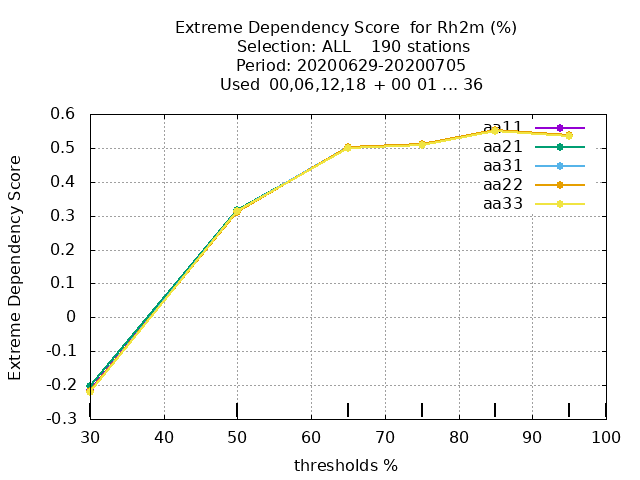 Extreme Dependency Score  for Rh2m (%)
Selection: ALL    190 stations
Period: 20200629-20200705
Used  00,06,12,18  + 00 01 ... 36
Extreme Dependency Score
0.6
0.5
0.4
0.3
0.2
0.1
0
-0.1
-0.2
-0.3
aa11
aa21
aa31
aa22
aa33
30 40 50 60 70 80 90 100
thresholds %